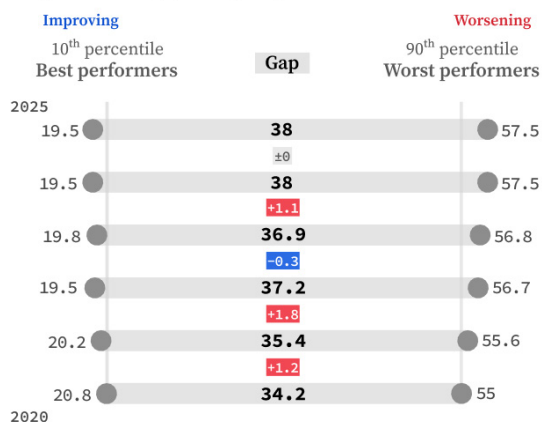 Improving Worsening
10th percentile 90th percentile
Best performers Gap Worst performers
2025
19.5 38 57.5
±0
19.5 38 57.5
+1.1
19.8 36.9 56.8
−0.3
19.5 37.2 56.7
+1.8
20.2 35.4 55.6
+1.2
20.8 34.2 55
2020